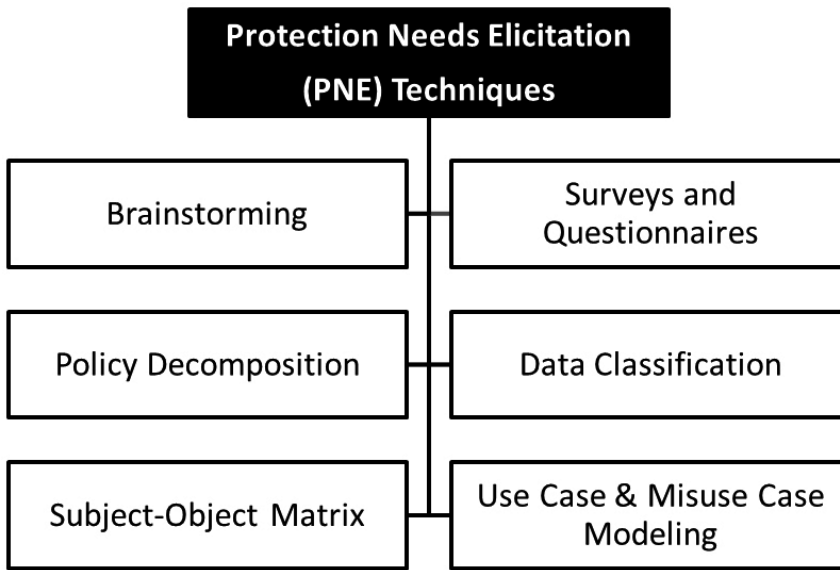 Protection Needs Elicitation
(PNE) Techniques
Brainstorming
Surveys and
Questionnaires
Policy Decomposition
Data Classification
Subject-Object Matrix
Use Case & Misuse Case
Modeling